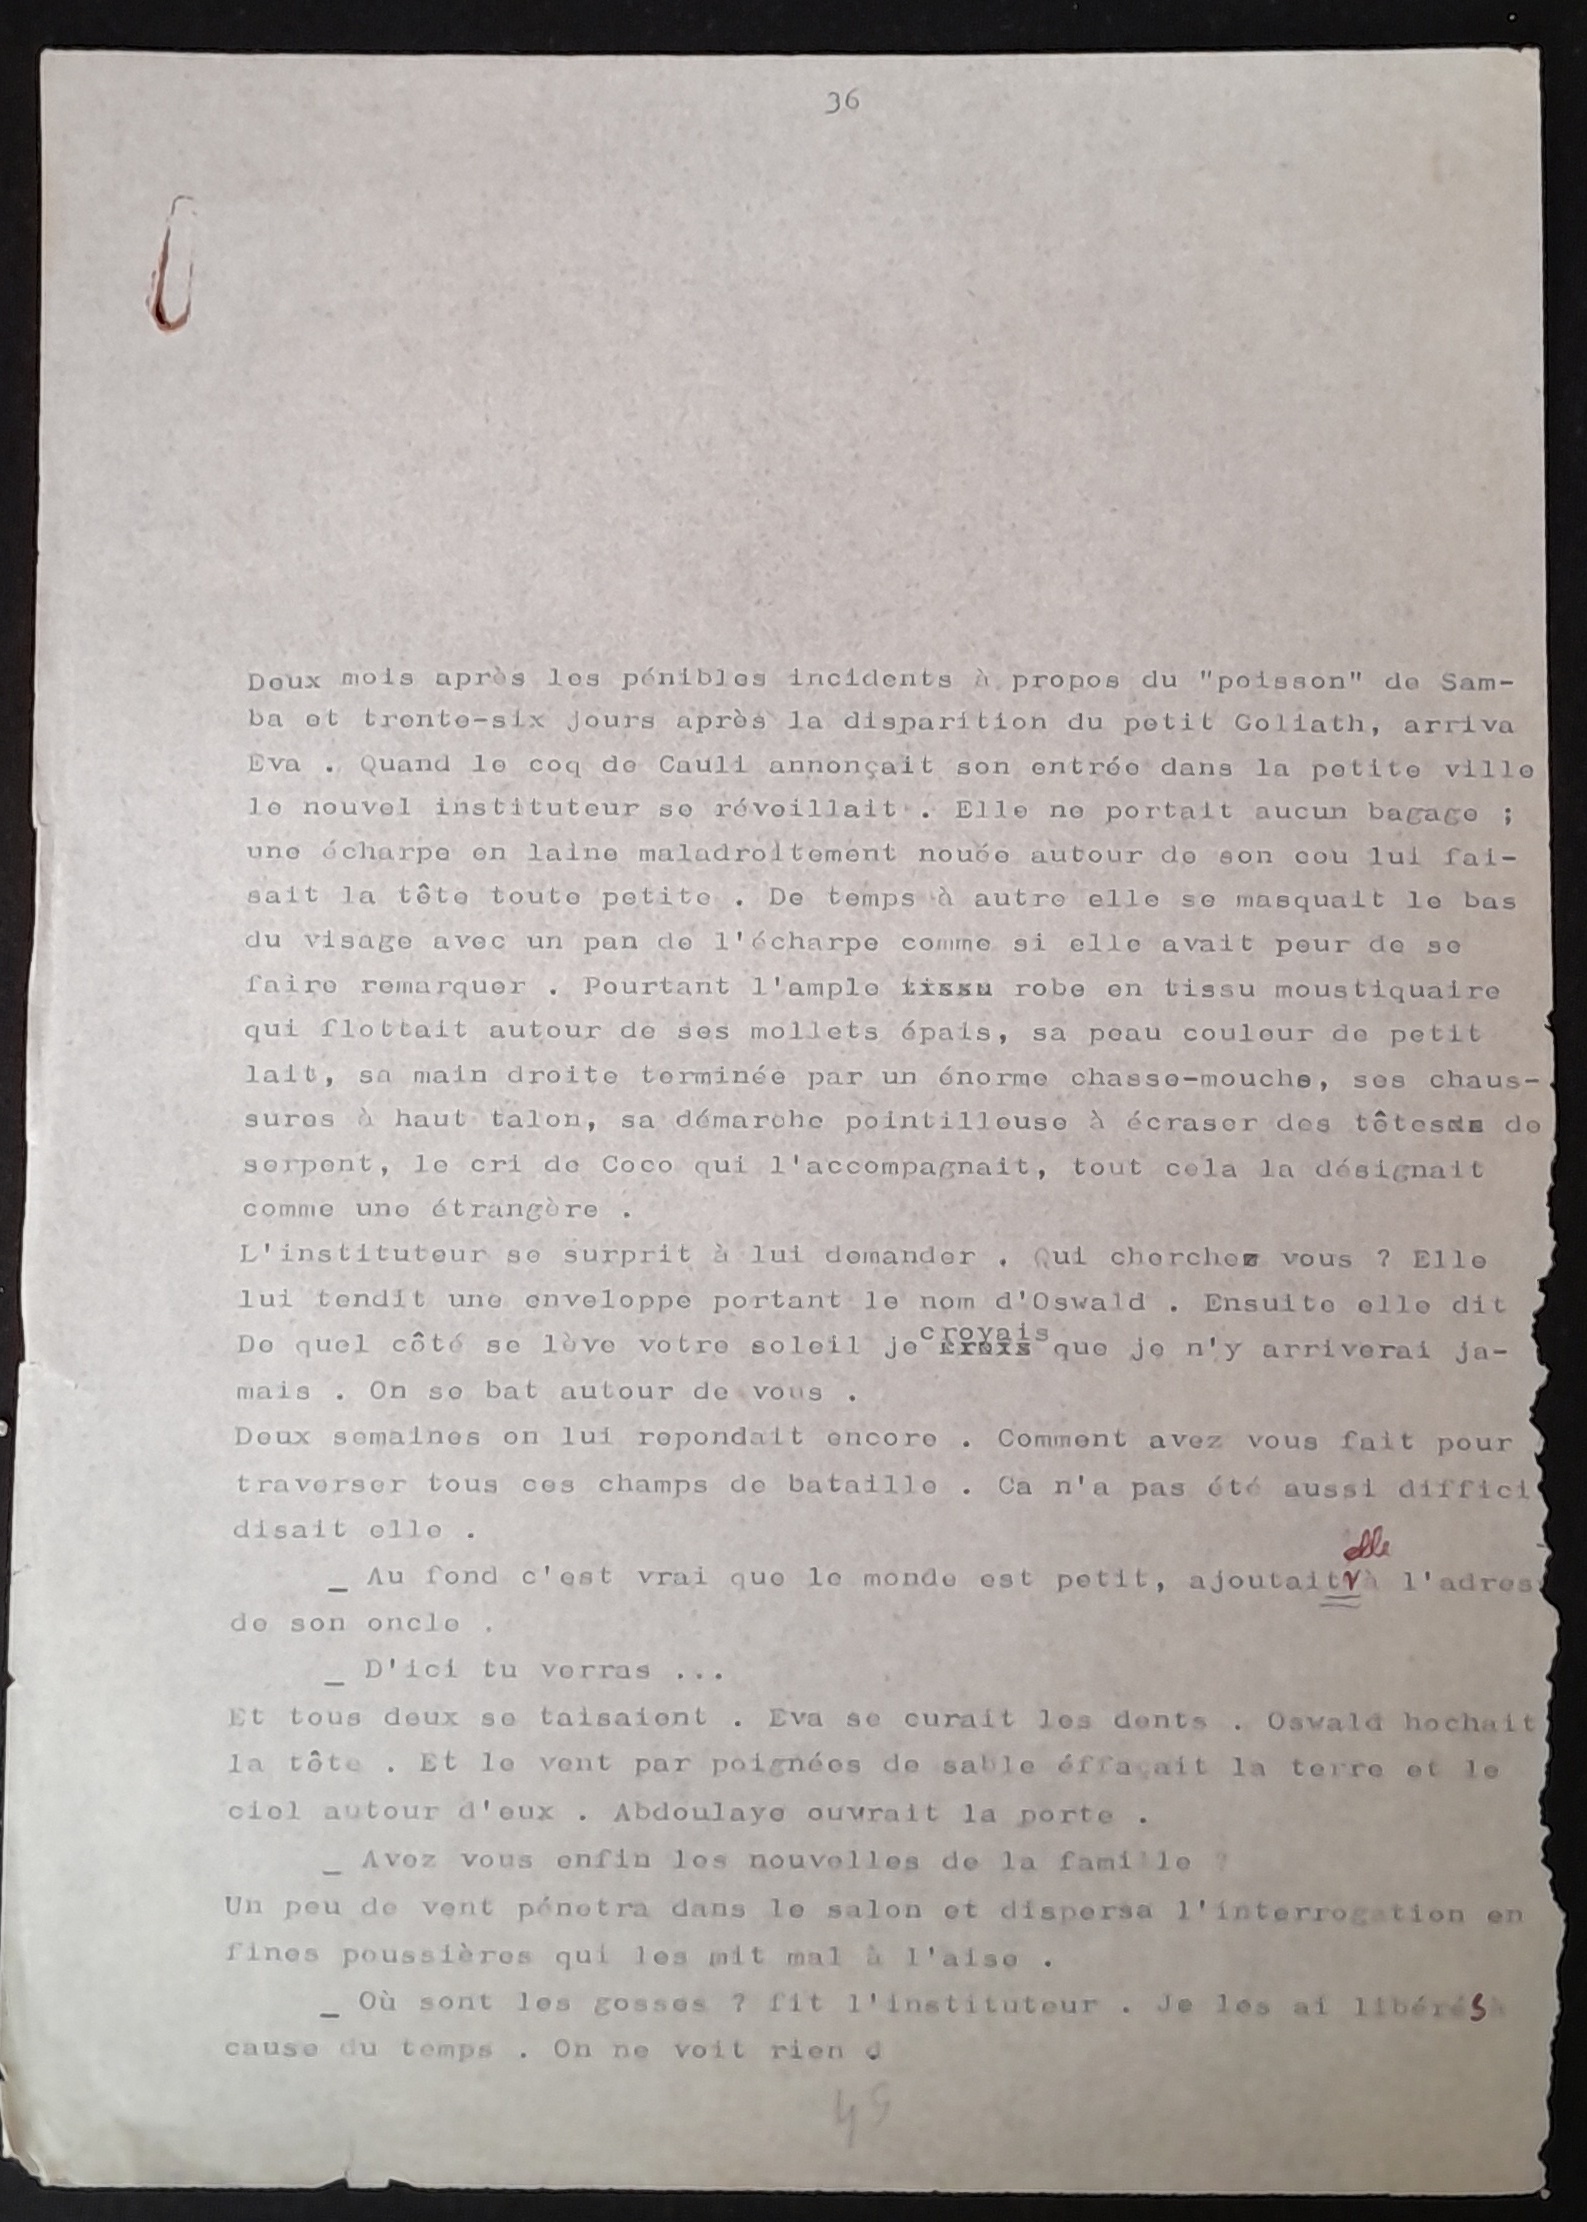 36
Deux mois après les pénibles incidents à propos du "poisson" de Sam-
ba et trente-six jours après la disparition du petit Goliath, arriva
Eva . Quand le coq de Cauli annonçait son entrée dans la petite ville
le nouvel instituteur se réveillait . Elle ne portait aucun bagage ;
une écharpe en laine maladroitement nouée autour de son cou lui fai-
sait la tête toute petite . De temps à autre elle se masquait le bas
du visage avec un pan de l'écharpe comme si elle avait peur de se
faire remarquer . Pourtant l'ample tissu robe en tissu moustiquaire
qui flottait autour de ses mollets épais, sa peau couleur de petit
lait, sa main droite terminée par un énorme chasse-mouche, ses chaus-
sures à haut talon, sa démarche pointilleuse à écraser des têtes de
serpent, le cri de Coco qui l'accompagnait, tout cela la désignait
comme une étrangère .
L'instituteur se surprit à lui demander . Qui cherchez vous ? Elle
lui tendit une enveloppe portant le nom d'Oswald . Ensuite elle dit
De quel côté se lève votre soleil je croyais que je n'y arriverai ja-
mais . On se bat autour de vous .
Deux semaines on lui repondait encore . Comment avez vous fait pour
traverser tous ces champs de bataille . Ca n'a pas été aussi diffici
disait elle .
_ Au fond c'est vrai que le monde est petit, ajoutait elle à l'adres
de son oncle .
_ D'ici tu verras ...
Et tous deux se taisaient . Eva se curait les dents . Oswald hochait
la tête . Et le vent par poignées de sable éffaçait la terre et le
ciel autour d'eux . Abdoulaye ouvrait la porte .
_ Avez vous enfin les nouvelles de la famille ?
Un peu de vent pénetra dans le salon et dispersa l'interrogation en
fines poussières qui les mit mal à l'aise .
_ Où sont les gosses ? fit l'instituteur . Je les ai libérés à
cause du temps . On ne voit rien .
45